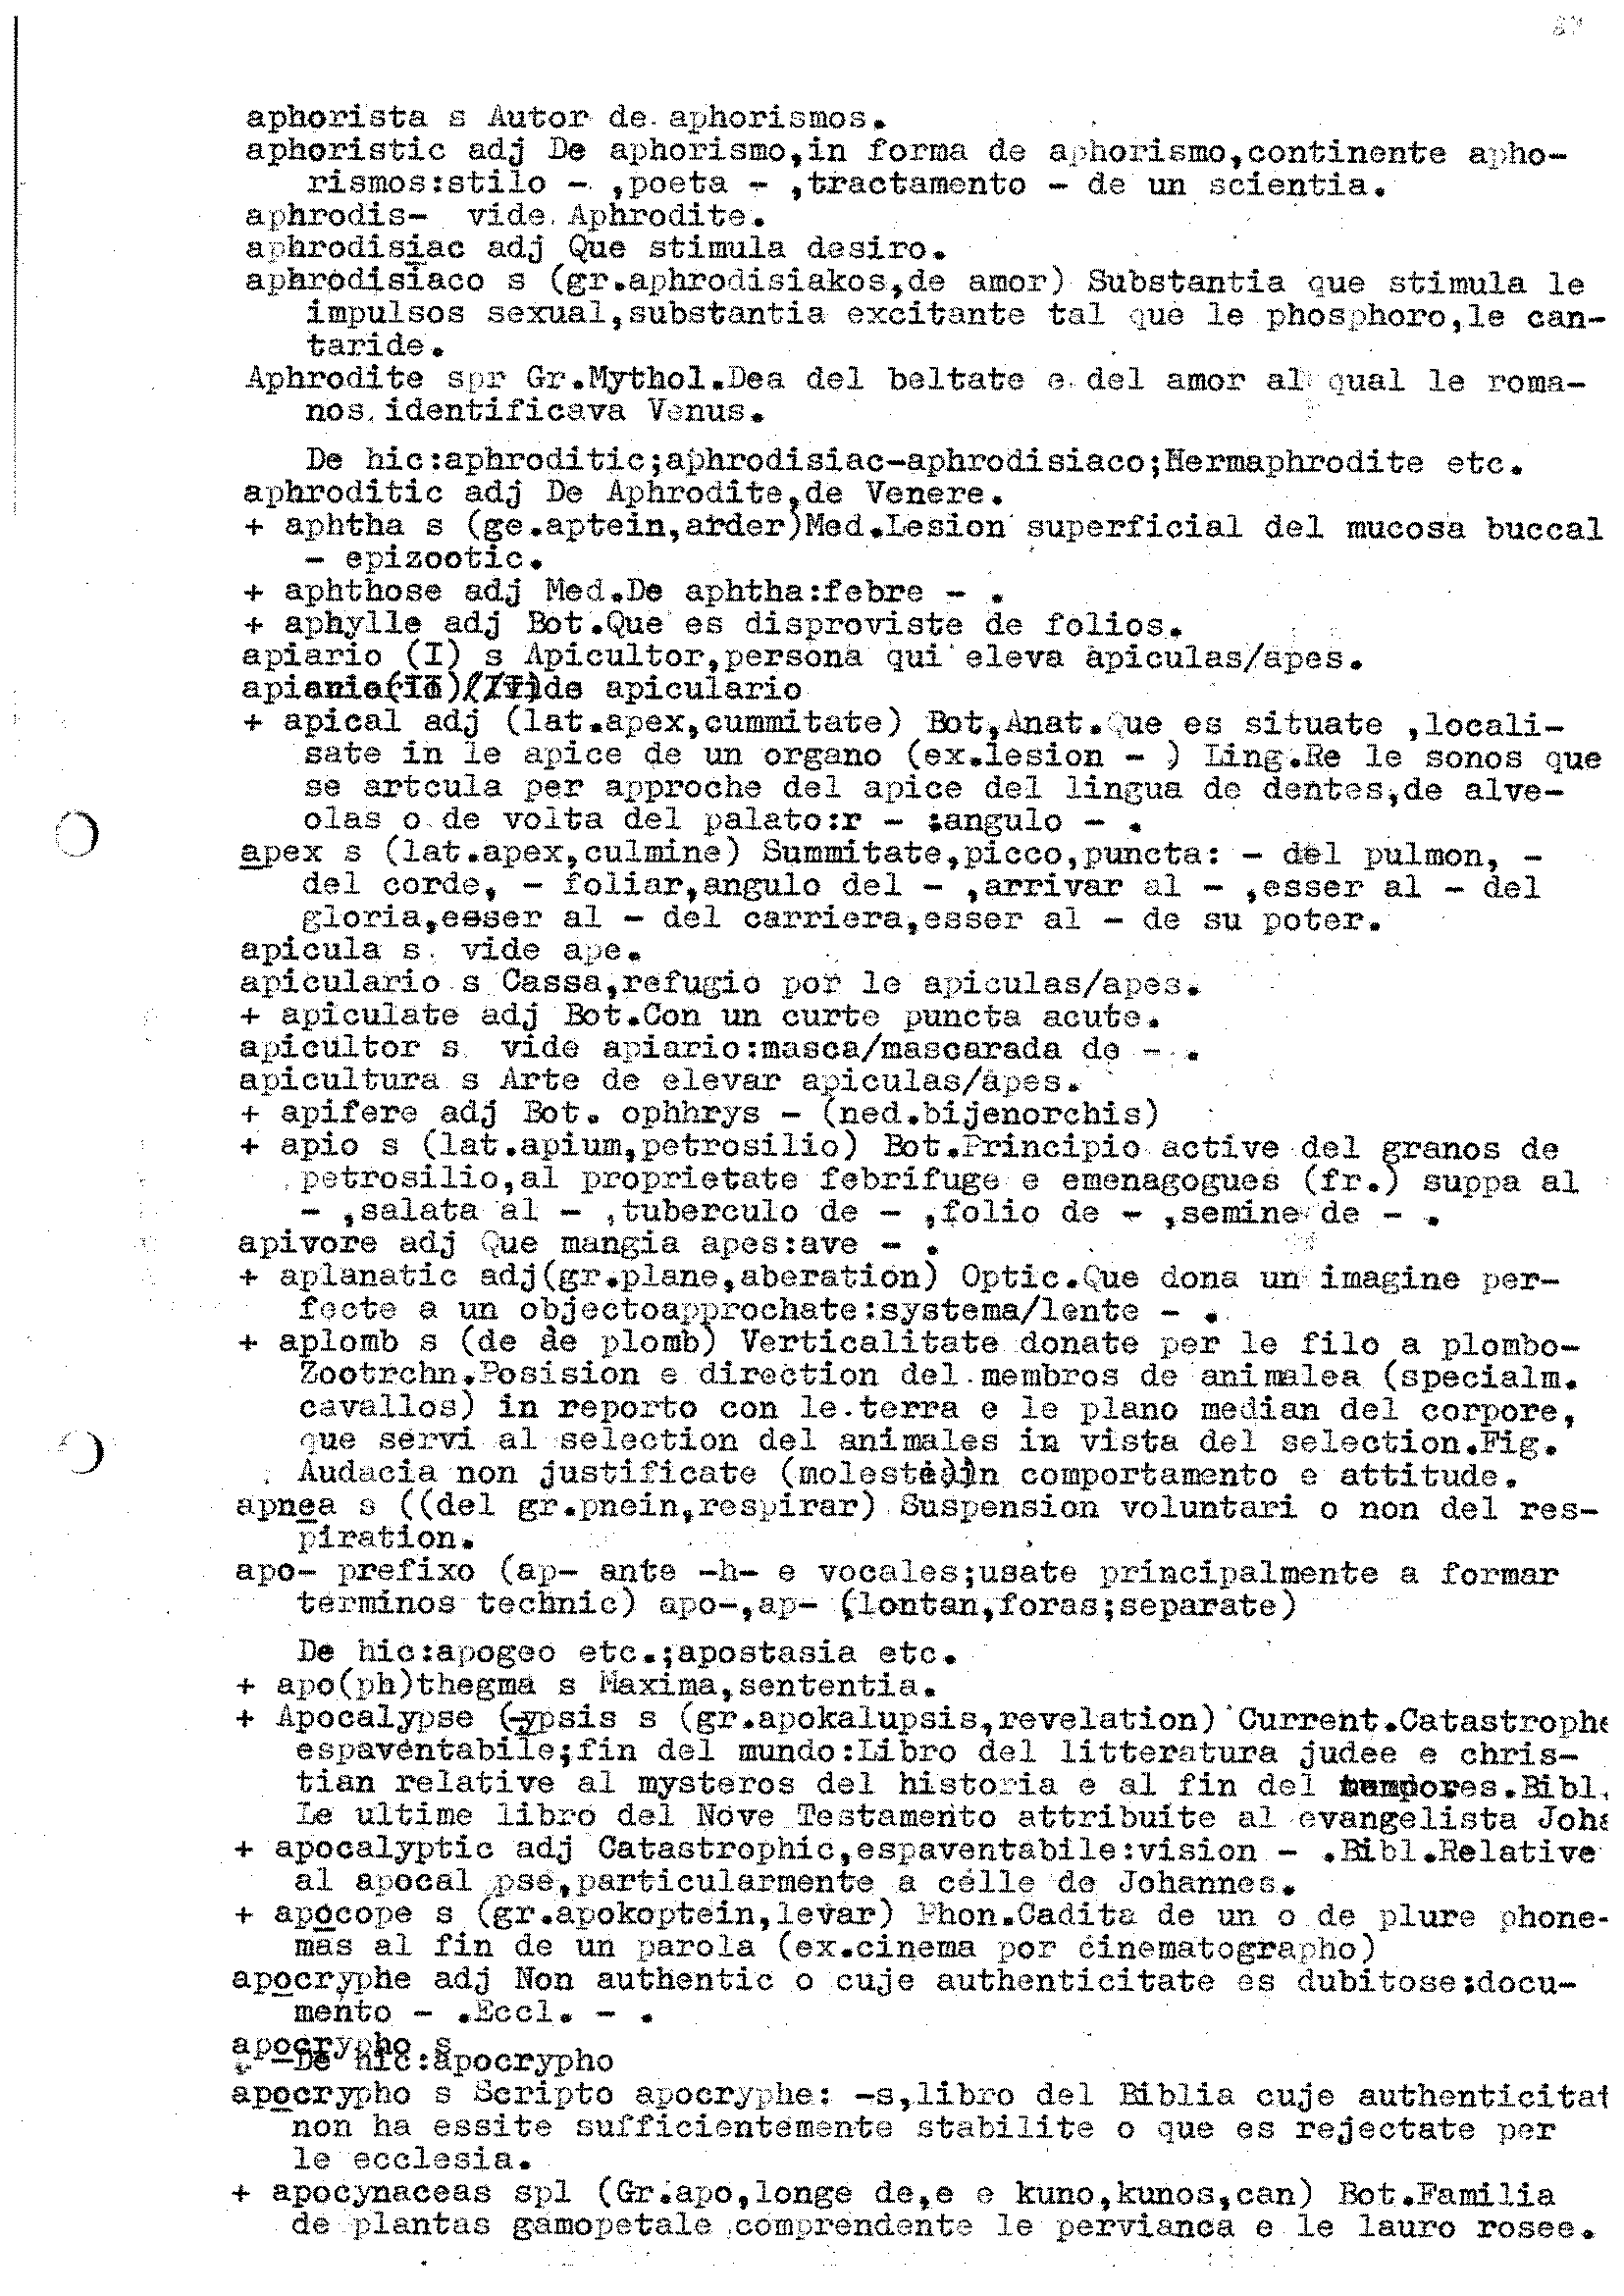 aphorista s Autor de aphorismos.
aphoristic adj De aphorismo,in forma de aphorismo,continente apho-
rismos:stilo - ,poeta - ,tractamento - de un scientia.
aphrodis- vide Aphrodite.
aphrodisiac adj Que stimula desiro.
aphrodisiaco s (gr.aphrodisiakos,de amor) Substantia que stimula le
impulsos sexual,substantia excitante tal que le phosphoro,le can-
taride.
Aphrodite spr Gr.Mythol.Dea del beltate e del amor al qual le roma-
nos identificava Venus.
De hic:aphroditic;aphrodisiac-aphrodisiaco;Hermaphrodite etc.
aphroditic adj De Aphrodite,de Venere.
+ aphtha s (ge.aptein,arder)Med.Lesion superficial del mucosa buccal
- epizootic.
+ aphthose adj Med.De aphtha:febre - .
+ aphylle adj Bot.Que es disproviste de folios.
apiario (I) s Apicultor,persona qui eleva apiculas/apes.
apiculario
+ apical adj (lat.apex,cummitate) Bot,Anat.Que es situate ,locali-
sate in le apice de un organo (ex.lesion - ) Ling.Re le sonos que
se artcula per approche del apice del lingua de dentes,de alve-
olas o de volta del palato:r - :angulo - .
apex s (lat.apex,culmine) Summitate,picco,puncta: - del pulmon, -
del corde, - foliar,angulo del - ,arrivar al - ,esser al - del
gloria,esser al - del carriera,esser al - de su poter.
apicula s vide ape.
apiculario s Cassa,refugio por le apiculas/apes.
+ apiculate adj Bot.Con un curte puncta acute.
apicultor s vide apiario:masca/mascarada de - .
apicultura s Arte de elevar apiculas/apes.
+ apifere adj Bot. ophhrys - (ned.bijenorchis)
+ apio s (lat.apium,petrosilio) Bot.Principio active del granos de
petrosilio,al proprietate febrifuge e emenagogues (fr.) suppa al
- ,salata al - ,tuberculo de - ,folio de - ,semine de - .
apivore adj Que mangia apes:ave - .
+ aplanatic adj(gr.plane,aberation) Optic.Que dona un imagine per-
fecte a un objectoapprochate:systema/lente - .
+ aplomb s (de de plomb) Verticalitate donate per le filo a plombo-
Zootrchn.Posision e direction del membros de animalea (specialm.
cavallos) in reporto con le terra e le plano median del corpore,
que servi al selection del animales in vista del selection.Fig.
Audacia non justificate comportamento e attitude.
apnea s ((del gr.pnein,respirar) Suspension voluntari o non del res-
piration.
apo- prefixo (ap- ante -h- e vocales;usate principalmente a formar
terminos technic) apo-,ap- (lontan,foras;separate)
De hic:apogeo etc.;apostasia etc.
+ apo(ph)thegma s Maxima,sententia.
+ Apocalypse (-ypsis s (gr.apokalupsis,revelation) Current.Catastrophe
espaventabile;fin del mundo:Libro del litteratura judee e chris-
tian relative al mysteros del historia e al fin del Bibl.
Le ultime libro del Nove Testamento attribuite al evangelista Joha
+ apocalyptic adj Catastrophic,espaventabile:vision - .Bibl.Relative
al apocal pse,particularmente a celle de Johannes.
+ apocope s (gr.apokoptein,levar) Phon.Cadita de un o de plure phone-
mas al fin de un parola (ex.cinema por cinematographo)
apocryphe adj Non authentic o cuje authenticitate es dubitose:docu-
mento - .Eccl. - .
apocrypho s
-De hic:apocrypho
apocrypho s Scripto apocryphe: -s,libro del Biblia cuje authenticitat
non ha essite sufficientemente stabilite o que es rejectate per
le ecclesia.
+ apocynaceas spl (Gr.apo,longe de,e e kuno,kunos,can) Bot.Familia
de plantas gamopetale comprendente le pervianca e le lauro rosee.